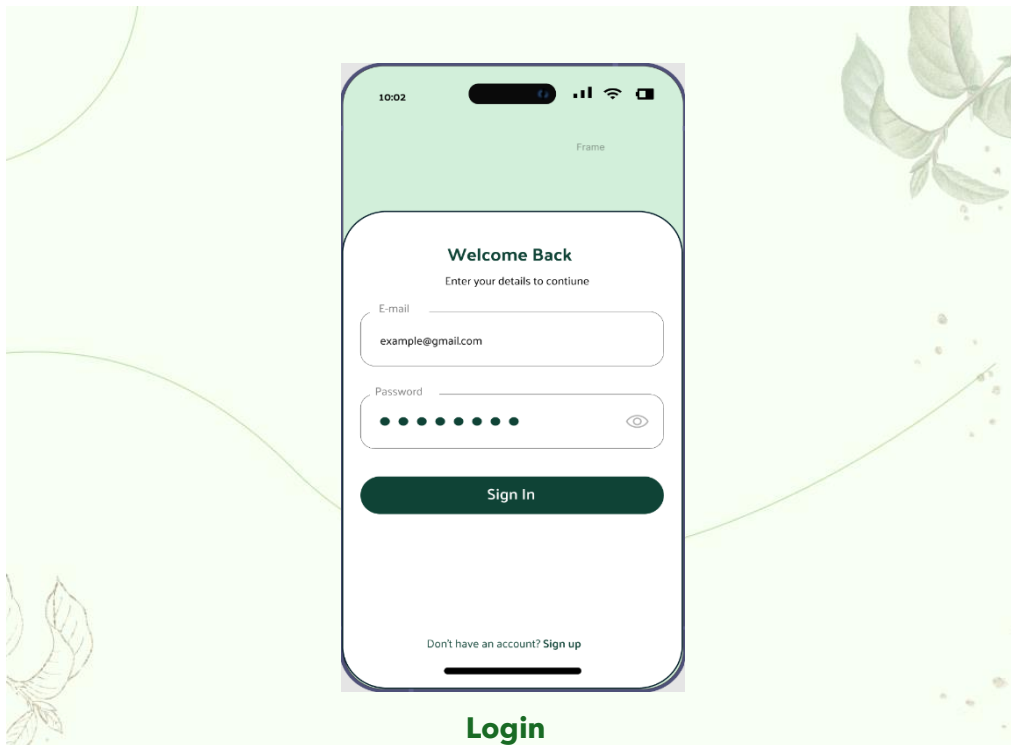 10:02
Frame
Welcome Back
Enter your details to contiune
E-mail
example@gmail.com
Password
Sign In
Don't have an account? Sign up
Login